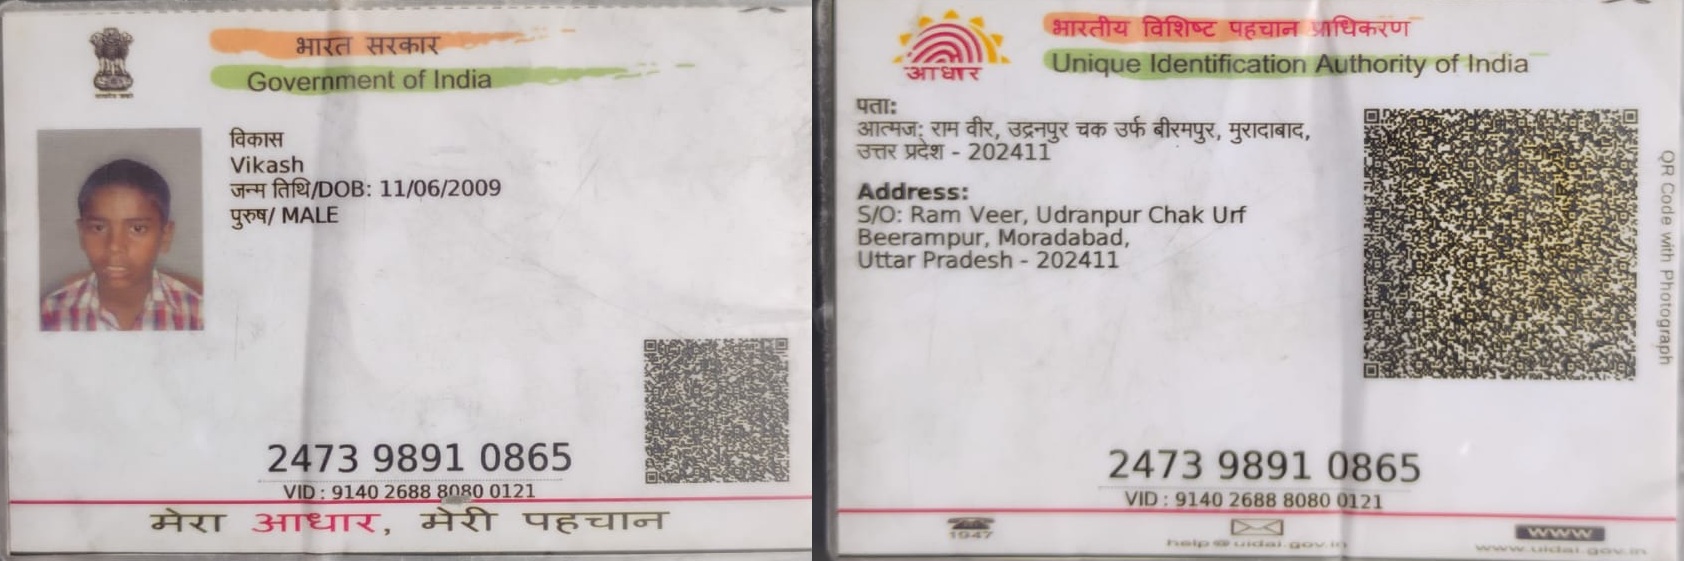 भारत सरकार
Government of India
विकास
Vikash
जन्म तिथि/DOB: 11/06/2009
पुरुष/ MALE
2473 9891 0865
VID : 9140 2688 8080 0121
मेरा आधार, मेरी पहचान
आधार
भारतीय विशिष्ट पहचान प्राधिकरण
Unique Identification Authority of India
पता:
आत्मज: राम वीर, उद्रनपुर चक उर्फ बीरमपुर, मुरादाबाद,
उत्तर प्रदेश - 202411
Address:
S/O: Ram Veer, Udranpur Chak Urf
Beerampur, Moradabad,
Uttar Pradesh - 202411
QR Code with Photograph
2473 9891 0865
VID : 9140 2688 8080 0121
1947
help@uidai.gov.in
www
www.uidai.gov.in